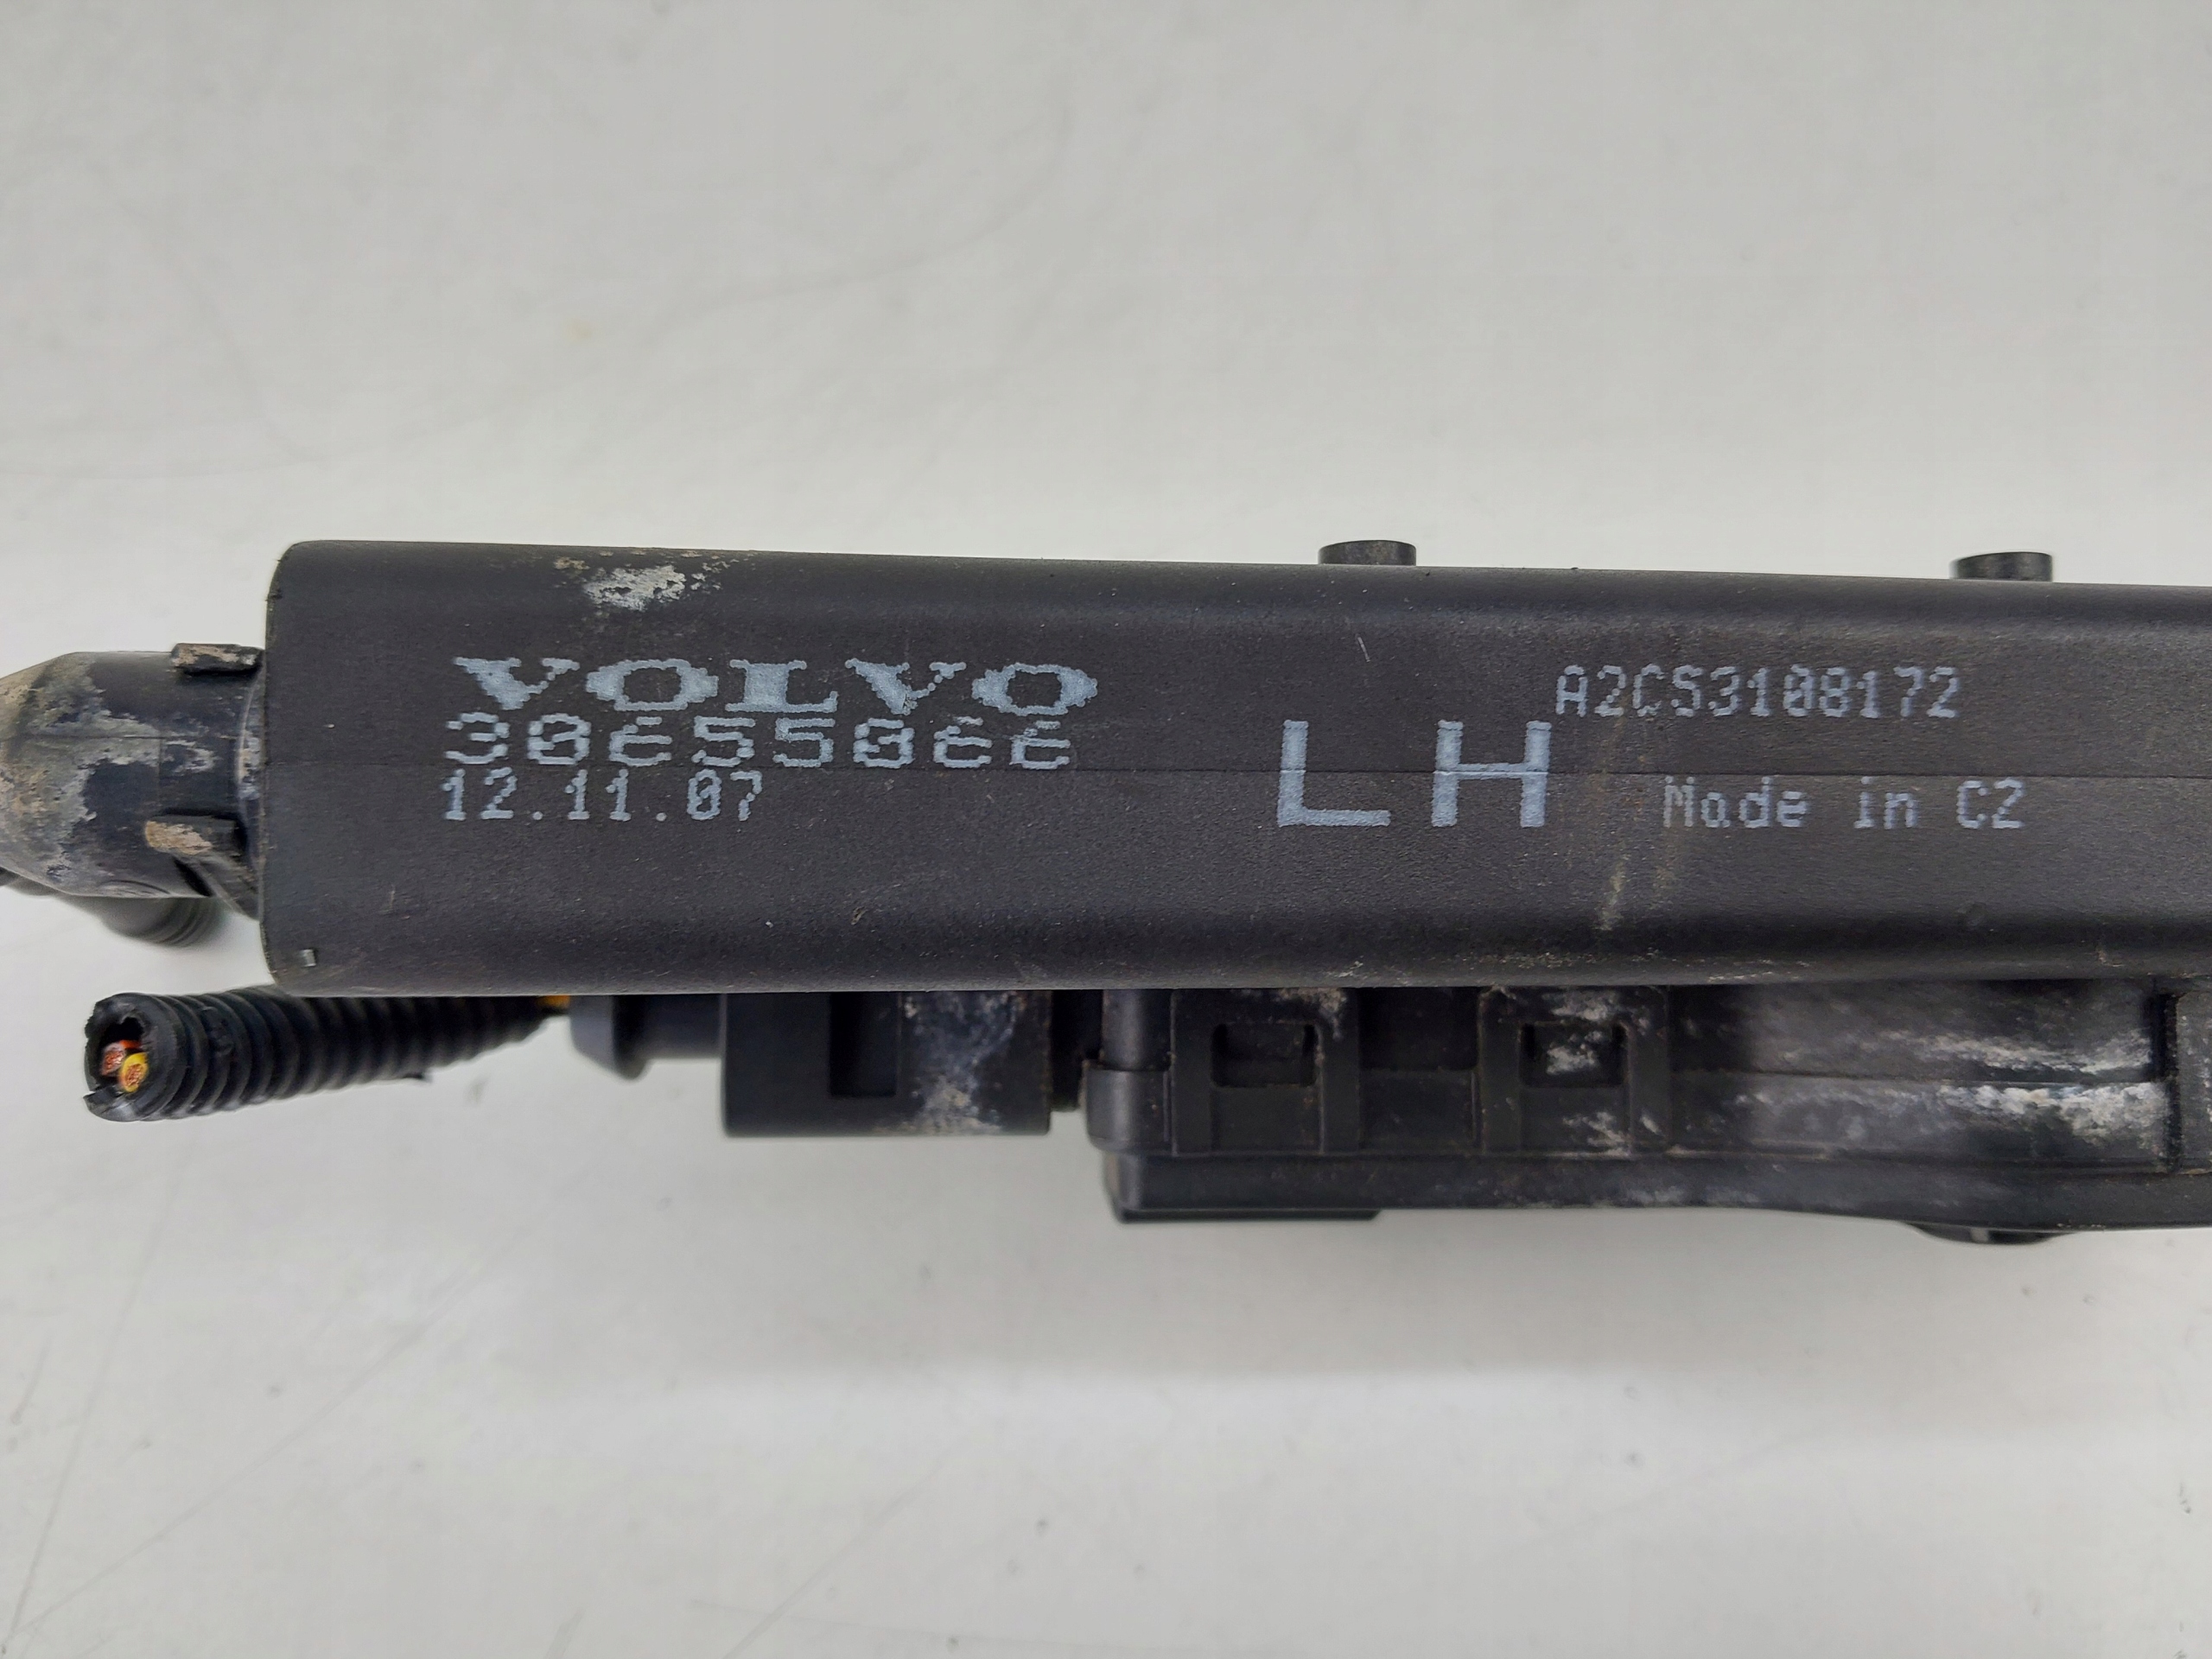 VOLVO
30655066
12.11.07
LH
A2C53108172
Made in CZ